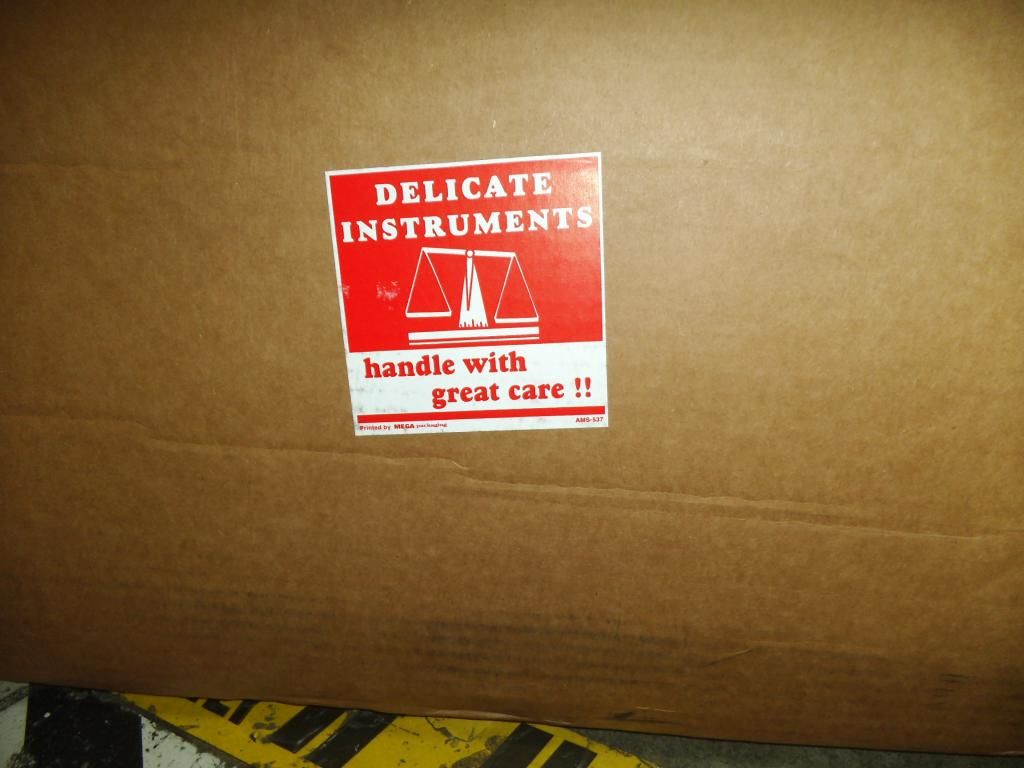 DELICATE
INSTRUMENTS
handle with
great care !!
Printed by MEGA packaging AMS-537